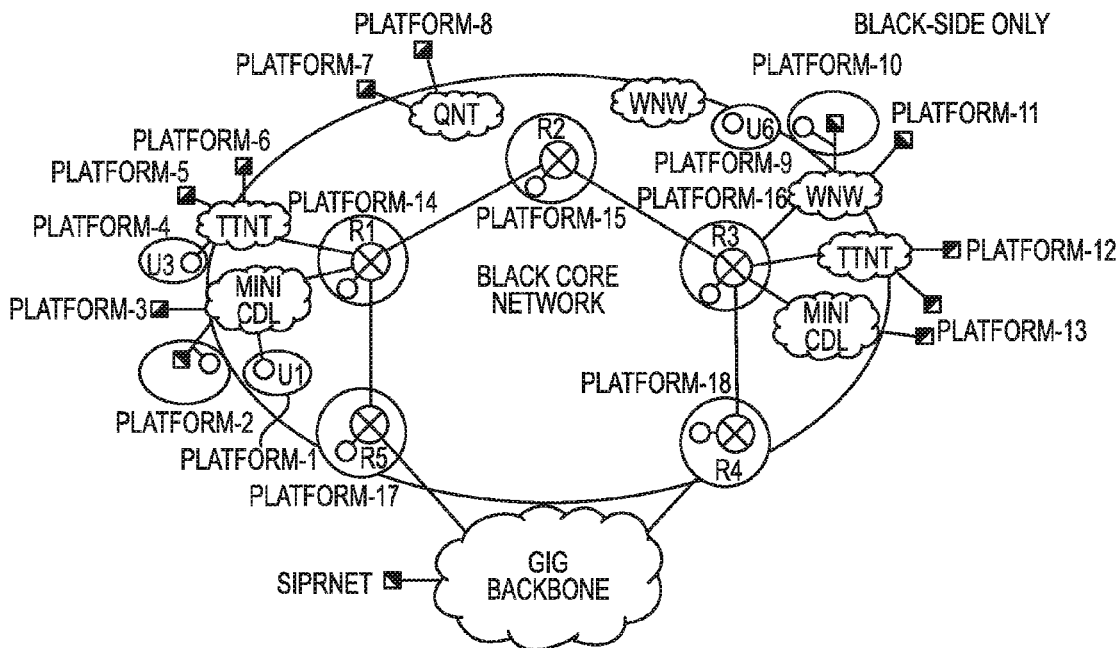 PLATFORM-8
BLACK-SIDE ONLY
PLATFORM-7
PLATFORM-10
QNT
WNW
PLATFORM-11
PLATFORM-6
R2
U6
PLATFORM-5
PLATFORM-9
PLATFORM-14
PLATFORM-16
WNW
PLATFORM-4
TTNT
R1
PLATFORM-15
R3
PLATFORM-12
U3
TTNT
BLACK CORE
NETWORK
MINI
CDL
PLATFORM-3
MINI
CDL
PLATFORM-13
U1
PLATFORM-18
PLATFORM-2
PLATFORM-1
R5
R4
PLATFORM-17
GIG
BACKBONE
SIPRNET